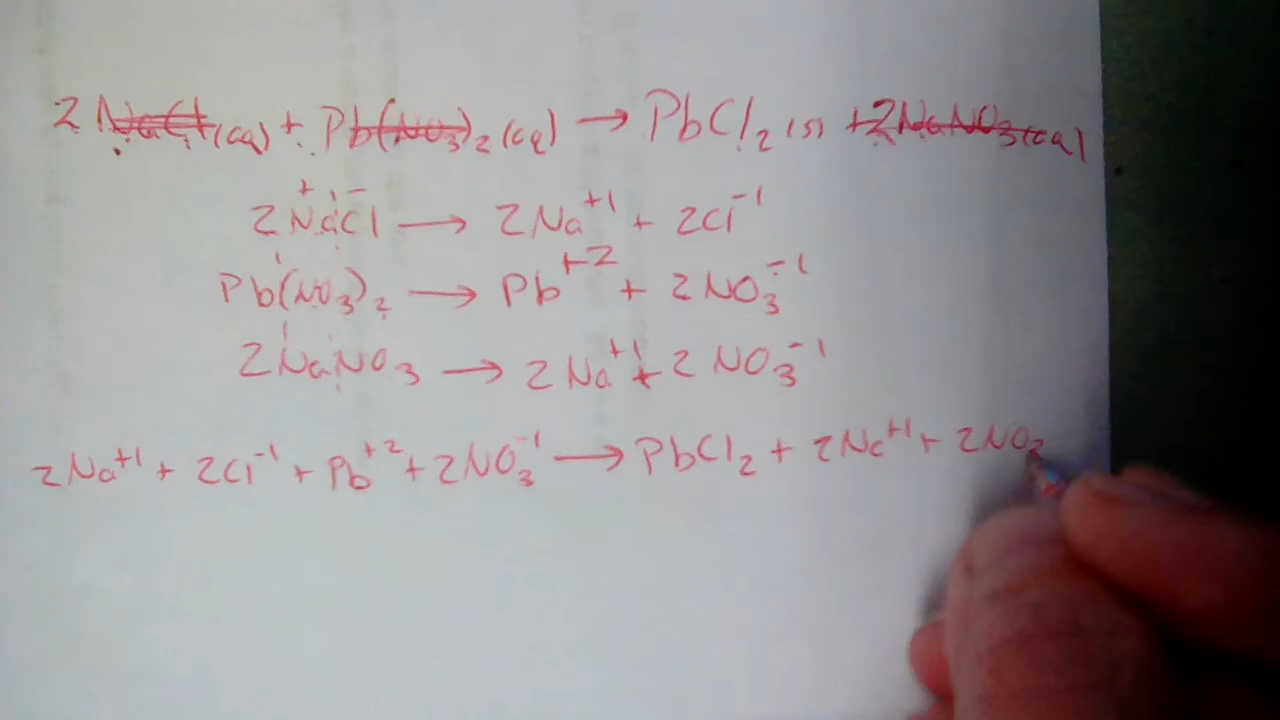 2 NaCl (aq) + Pb(NO₃)₂ (aq) → PbCl₂ (s) + 2NaNO₃ (aq)
+ -
2NaCl → 2Na⁺¹ + 2Cl⁻¹
Pb(NO₃)₂ → Pb⁺² + 2NO₃⁻¹
2NaNO₃ → 2Na⁺¹ + 2NO₃⁻¹
2Na⁺¹ + 2Cl⁻¹ + Pb⁺² + 2NO₃⁻¹ → PbCl₂ + 2Na⁺¹ + 2NO₂